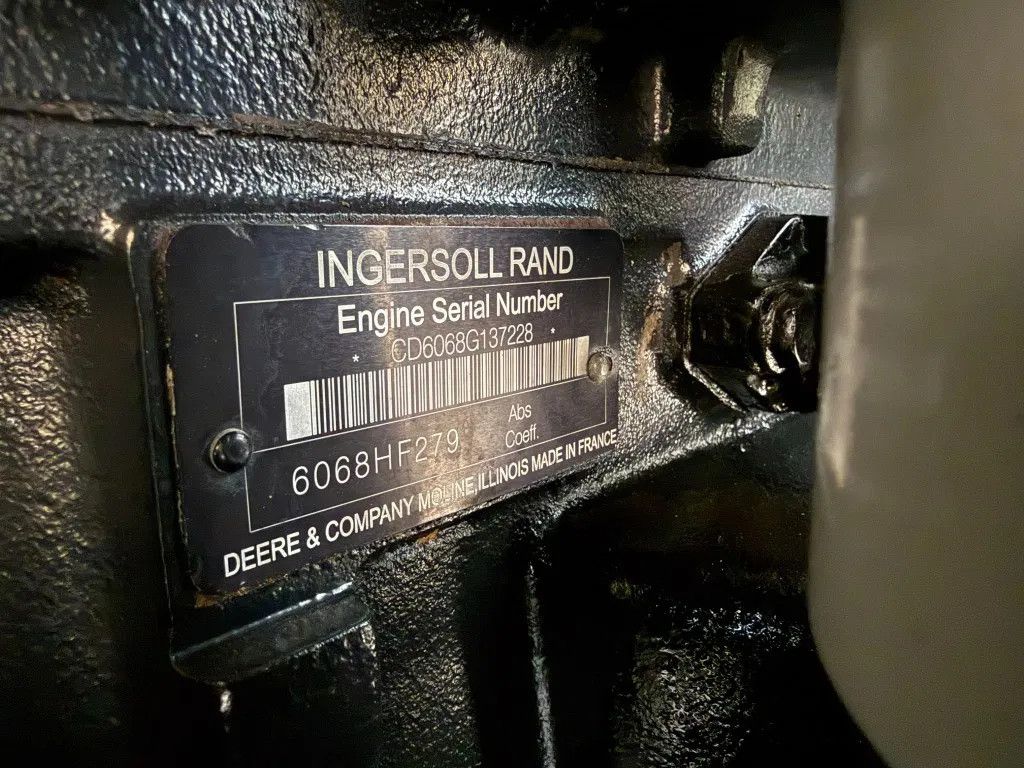 INGERSOLL RAND
Engine Serial Number
* CD6068G137228 *
6068HF279
Abs
Coeff.
DEERE & COMPANY MOLINE ILLINOIS MADE IN FRANCE